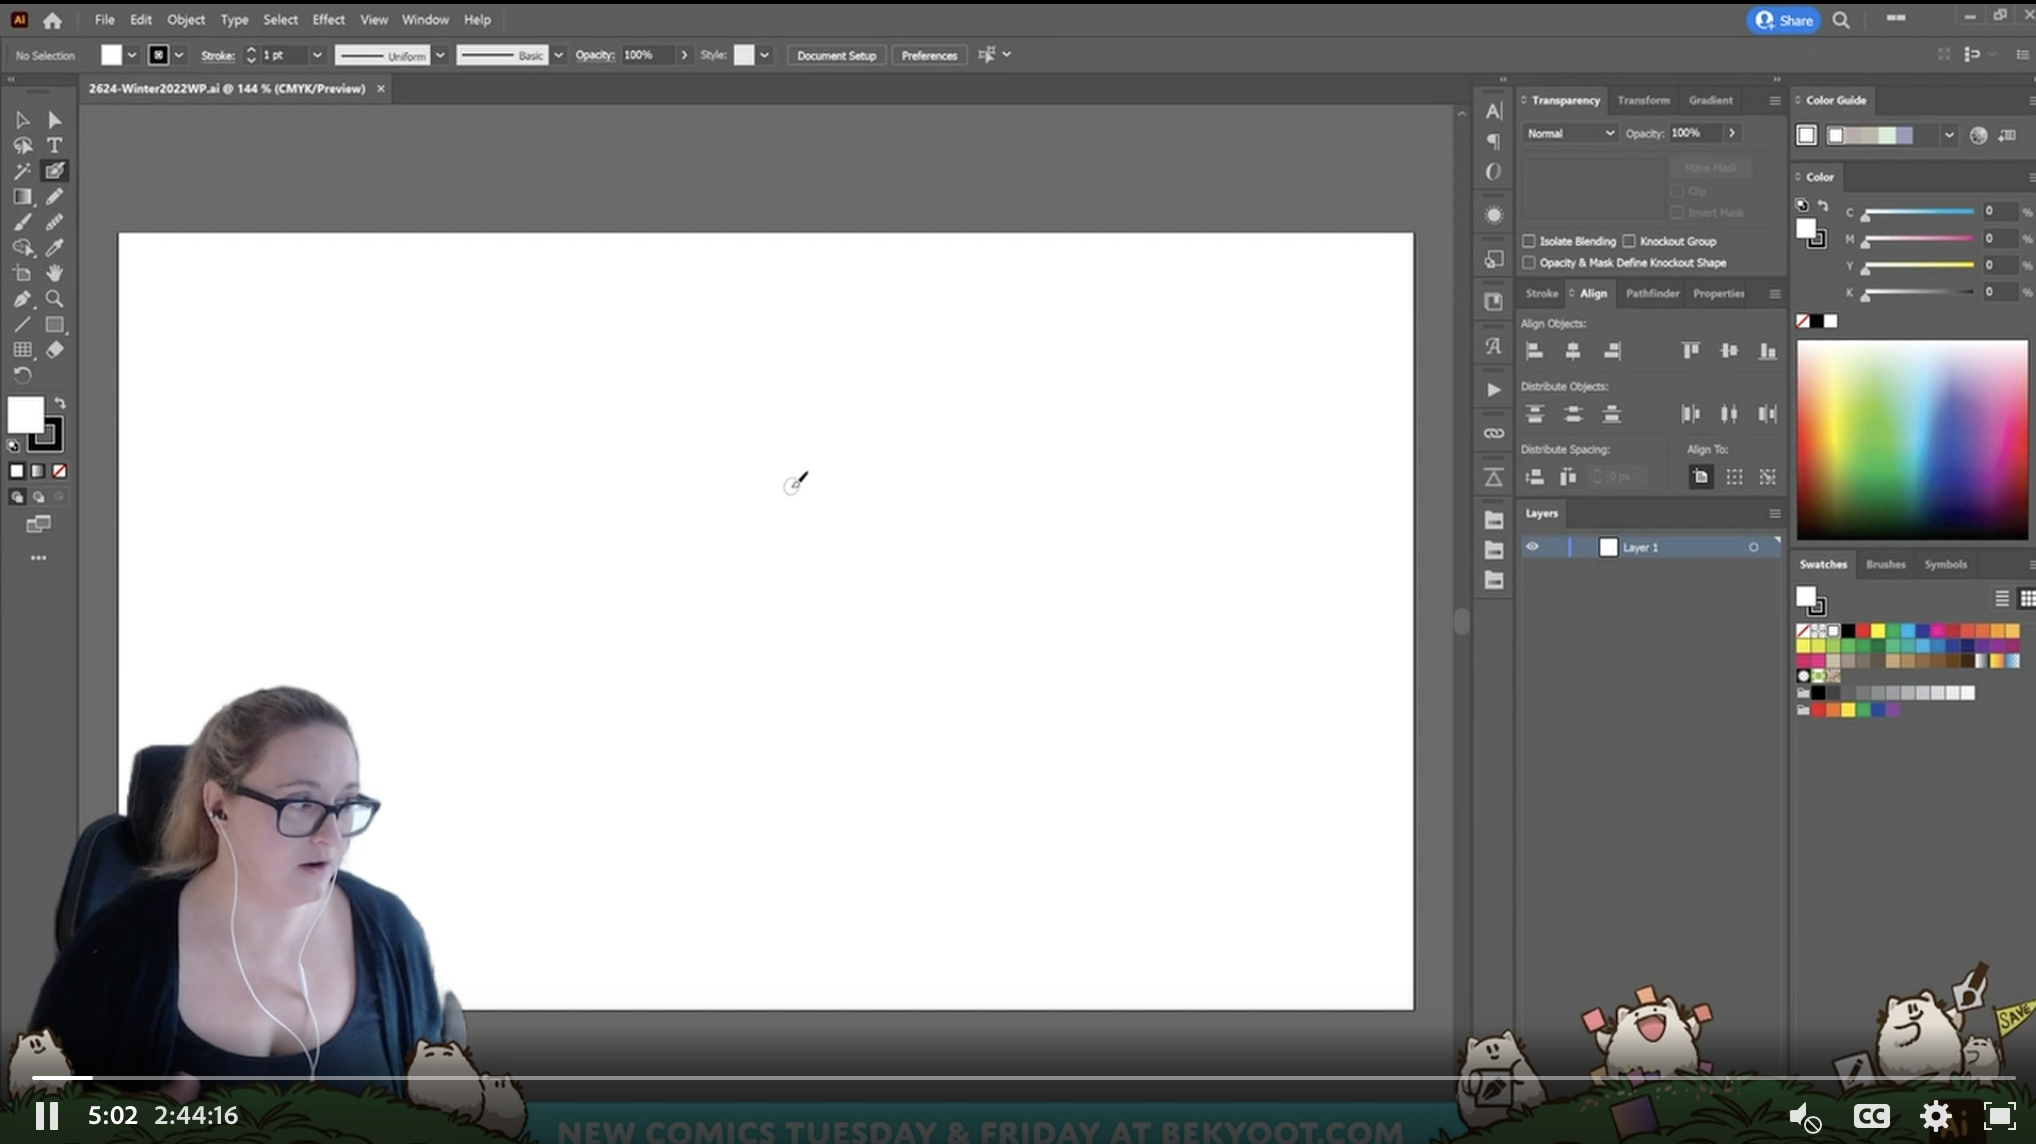 Ai File Edit Object Type Select Effect View Window Help Share
No Selection Stroke: 1 pt Uniform Basic Opacity: 100% Style: Document Setup Preferences
2624-Winter2022WP.ai @ 144 % (CMYK/Preview) ×
Transparency Transform Gradient
Normal Opacity: 100%
Make Mask
Clip
Invert Mask
Isolate Blending Knockout Group
Opacity & Mask Define Knockout Shape
Stroke Align Pathfinder Properties
Align Objects:
Distribute Objects:
Distribute Spacing: Align To:
0 px
Layers
Layer 1
Color Guide
Color
C 0 %
M 0 %
Y 0 %
K 0 %
Swatches Brushes Symbols
SAVE
5:02 2:44:16
CC
NEW COMICS TUESDAY & FRIDAY AT BEKYOOT.COM